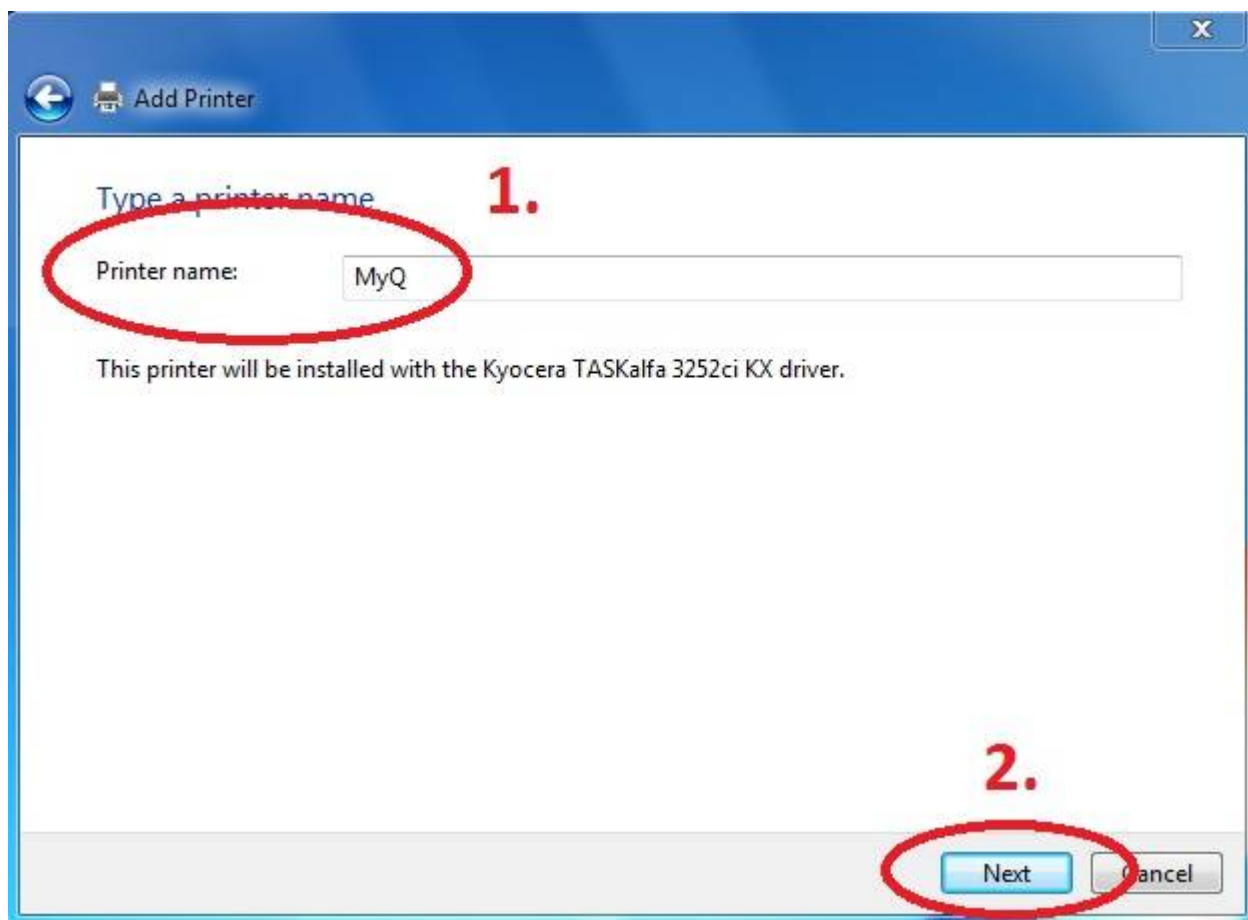 X
Add Printer
Type a printer name
1.
Printer name:
MyQ
This printer will be installed with the Kyocera TASKalfa 3252ci KX driver.
2.
Next
Cancel